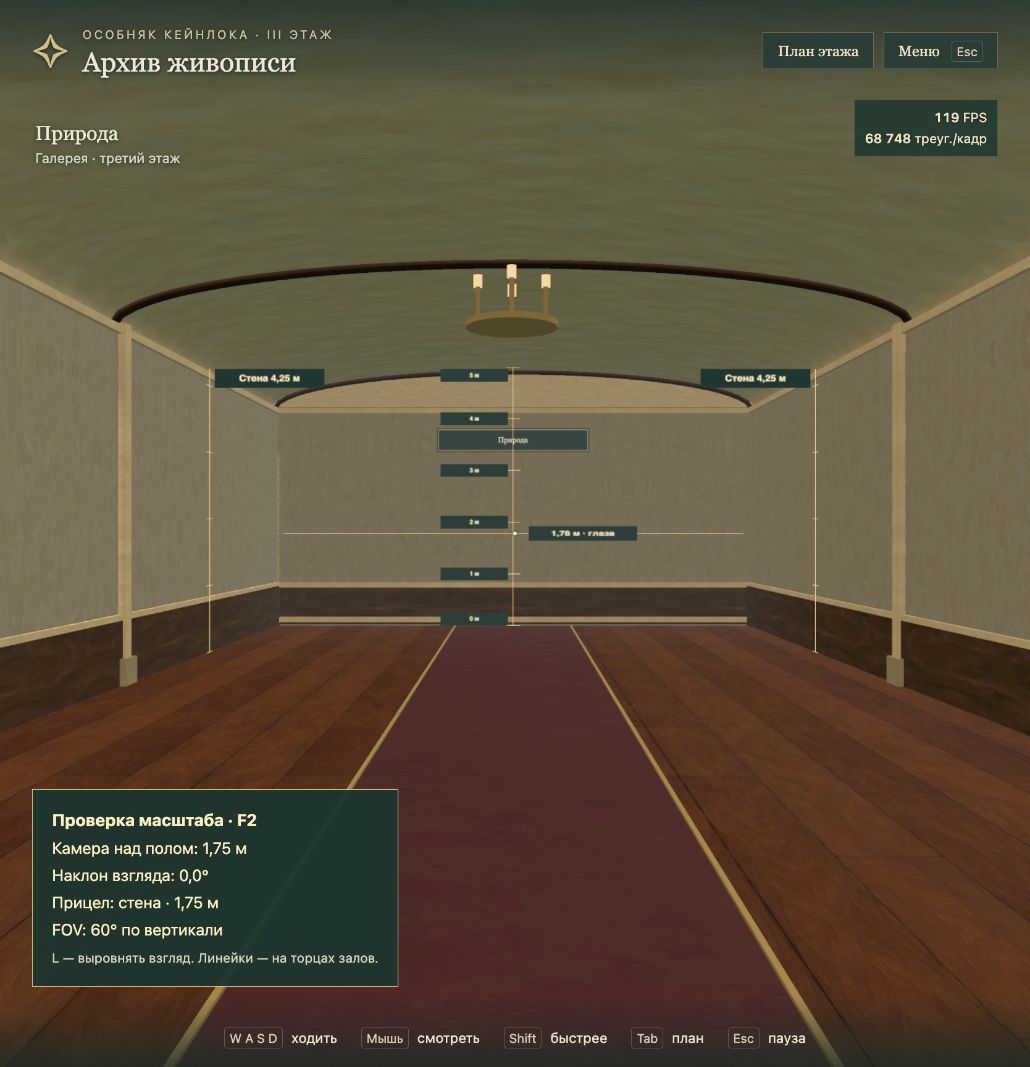 ОСОБНЯК КЕЙНЛОКА · III ЭТАЖ
Архив живописи
План этажа
Меню Esc
119 FPS
68 748 треуг./кадр
Природа
Галерея · третий этаж
Стена 4,25 м
5 м
Стена 4,25 м
4 м
Природа
3 м
2 м
1,75 м · глаза
1 м
0 м
Проверка масштаба · F2
Камера над полом: 1,75 м
Наклон взгляда: 0,0°
Прицел: стена · 1,75 м
FOV: 60° по вертикали
L — выровнять взгляд. Линейки — на торцах залов.
W A S D ходить Мышь смотреть Shift быстрее Tab план Esc пауза